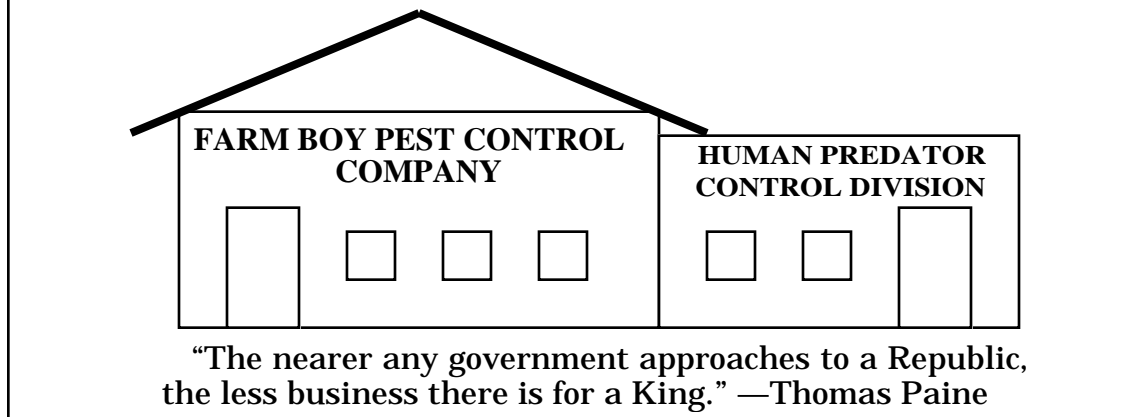 FARM BOY PEST CONTROL
COMPANY
HUMAN PREDATOR
CONTROL DIVISION
“The nearer any government approaches to a Republic,
the less business there is for a King.” —Thomas Paine